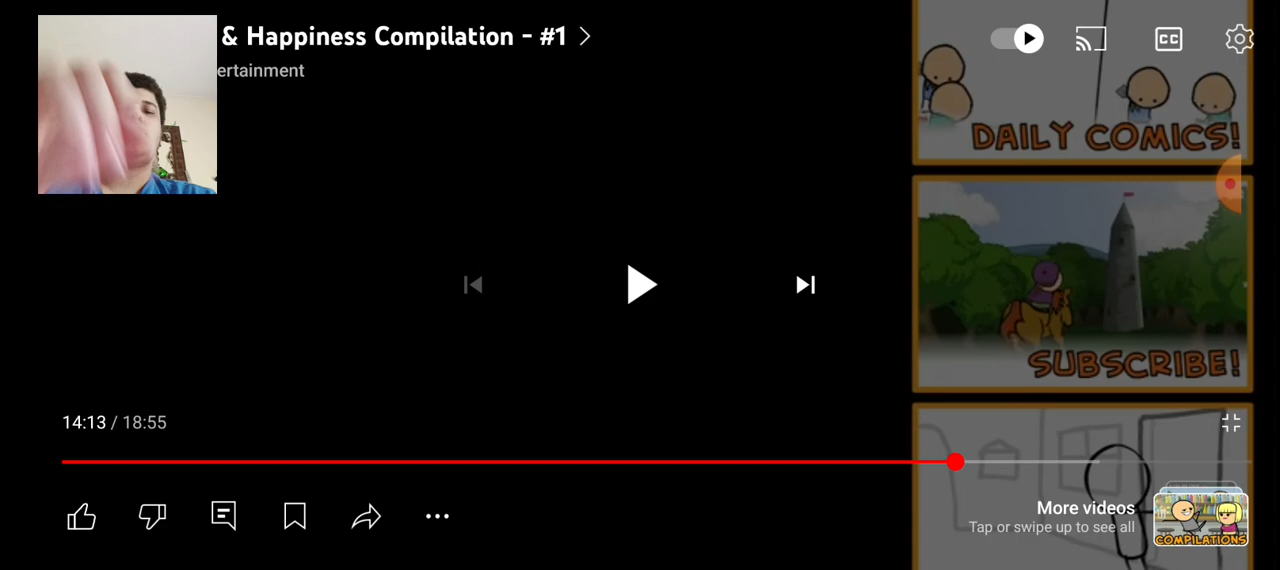 & Happiness Compilation - #1
ertainment
CC
DAILY COMICS!
SUBSCRIBE!
14:13 / 18:55
More videos
Tap or swipe up to see all
COMPILATIONS